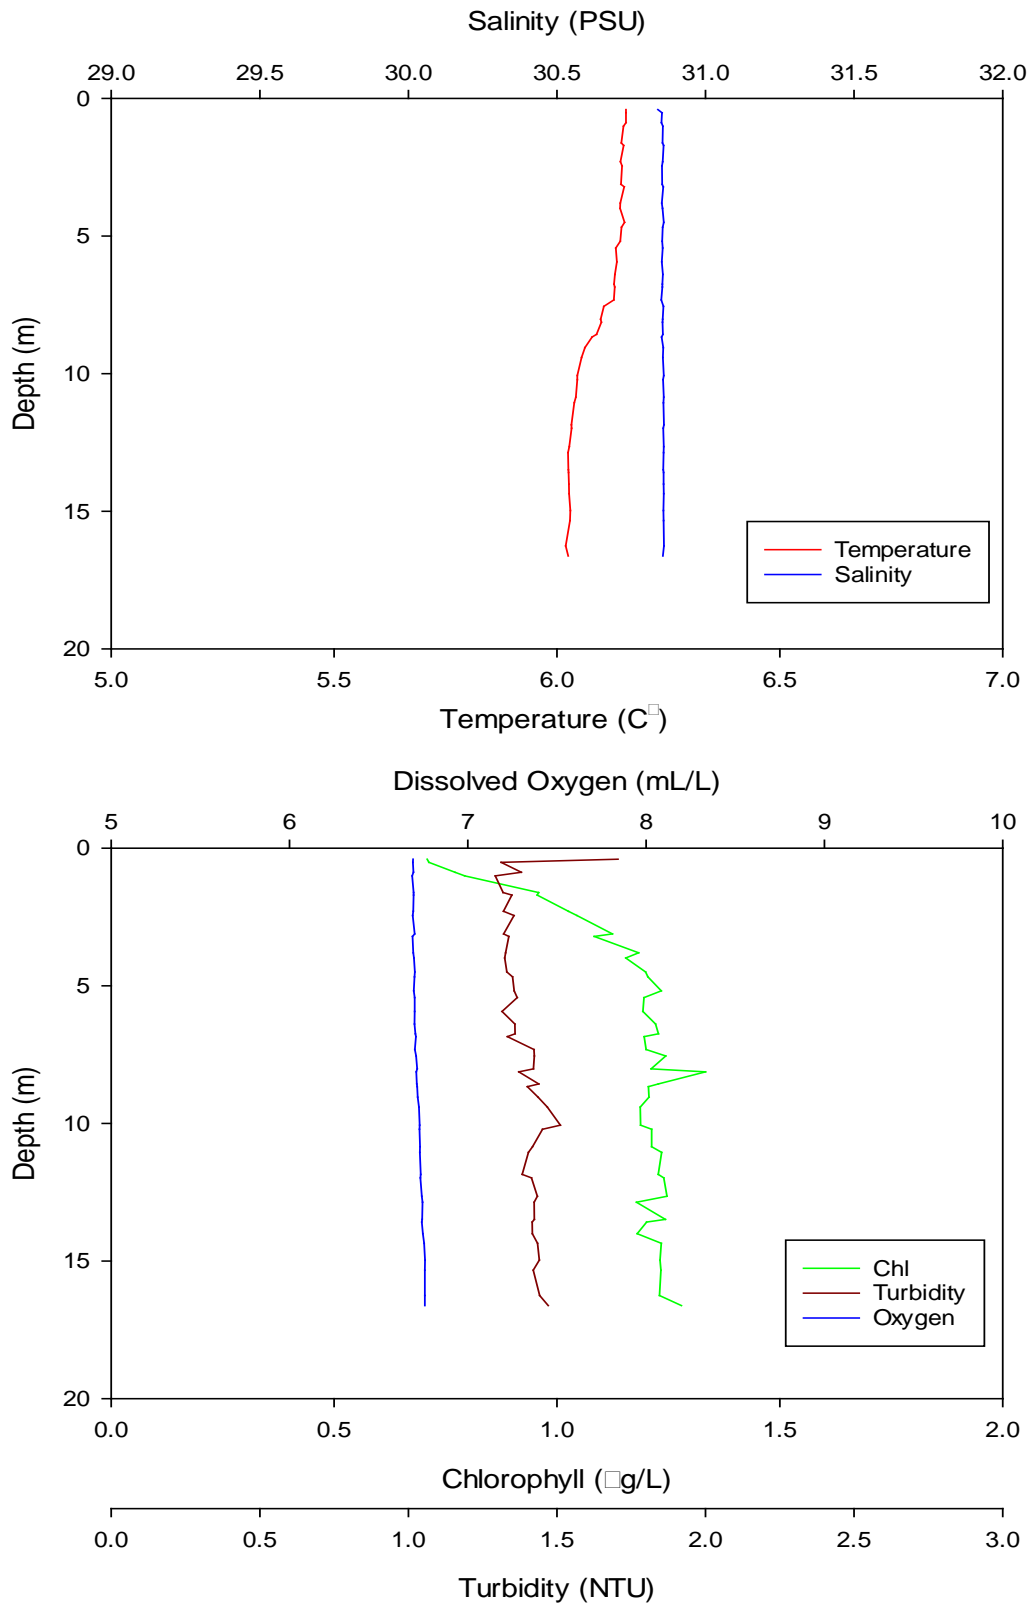 Salinity (PSU)
29.0 29.5 30.0 30.5 31.0 31.5 32.0
0
5
10
15
20
Depth (m)
Temperature
Salinity
5.0 5.5 6.0 6.5 7.0
Temperature (C□)
Dissolved Oxygen (mL/L)
5 6 7 8 9 10
0
5
10
15
20
Depth (m)
Chl
Turbidity
Oxygen
0.0 0.5 1.0 1.5 2.0
Chlorophyll (□g/L)
0.0 0.5 1.0 1.5 2.0 2.5 3.0
Turbidity (NTU)